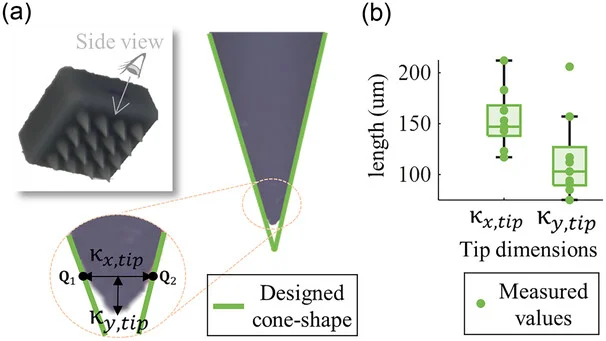 (a)
Side view
κx,tip
Q1
Q2
κy,tip
Designed
cone-shape
(b)
length (um)
200
150
100
κx,tip κy,tip
Tip dimensions
Measured
values